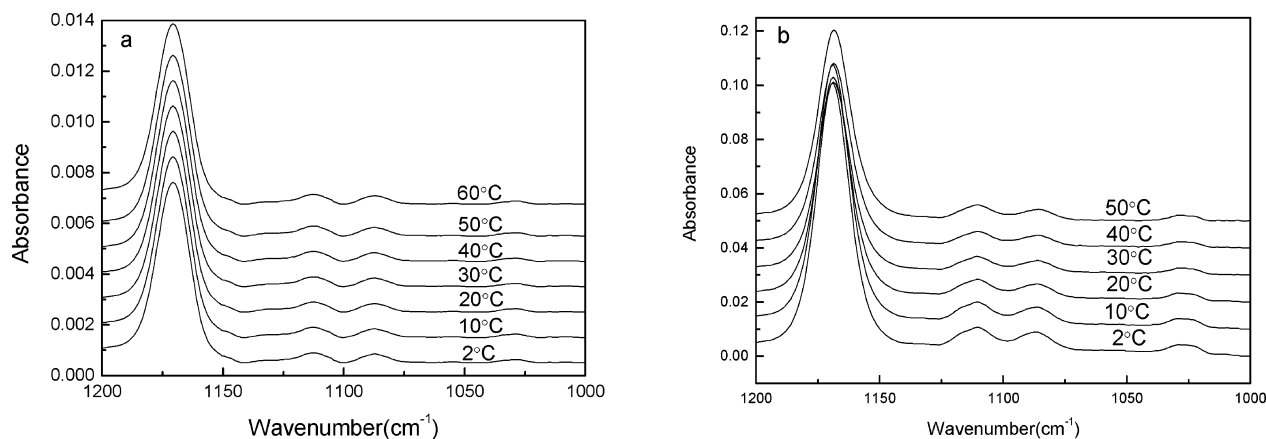 a
0.014
0.012
0.010
0.008
0.006
0.004
0.002
0.000
Absorbance
60°C
50°C
40°C
30°C
20°C
10°C
2°C
1200
1150
1100
1050
1000
Wavenumber(cm⁻¹)
b
0.12
0.10
0.08
0.06
0.04
0.02
0.00
Absorbance
50°C
40°C
30°C
20°C
10°C
2°C
1200
1150
1100
1050
1000
Wavenumber(cm⁻¹)